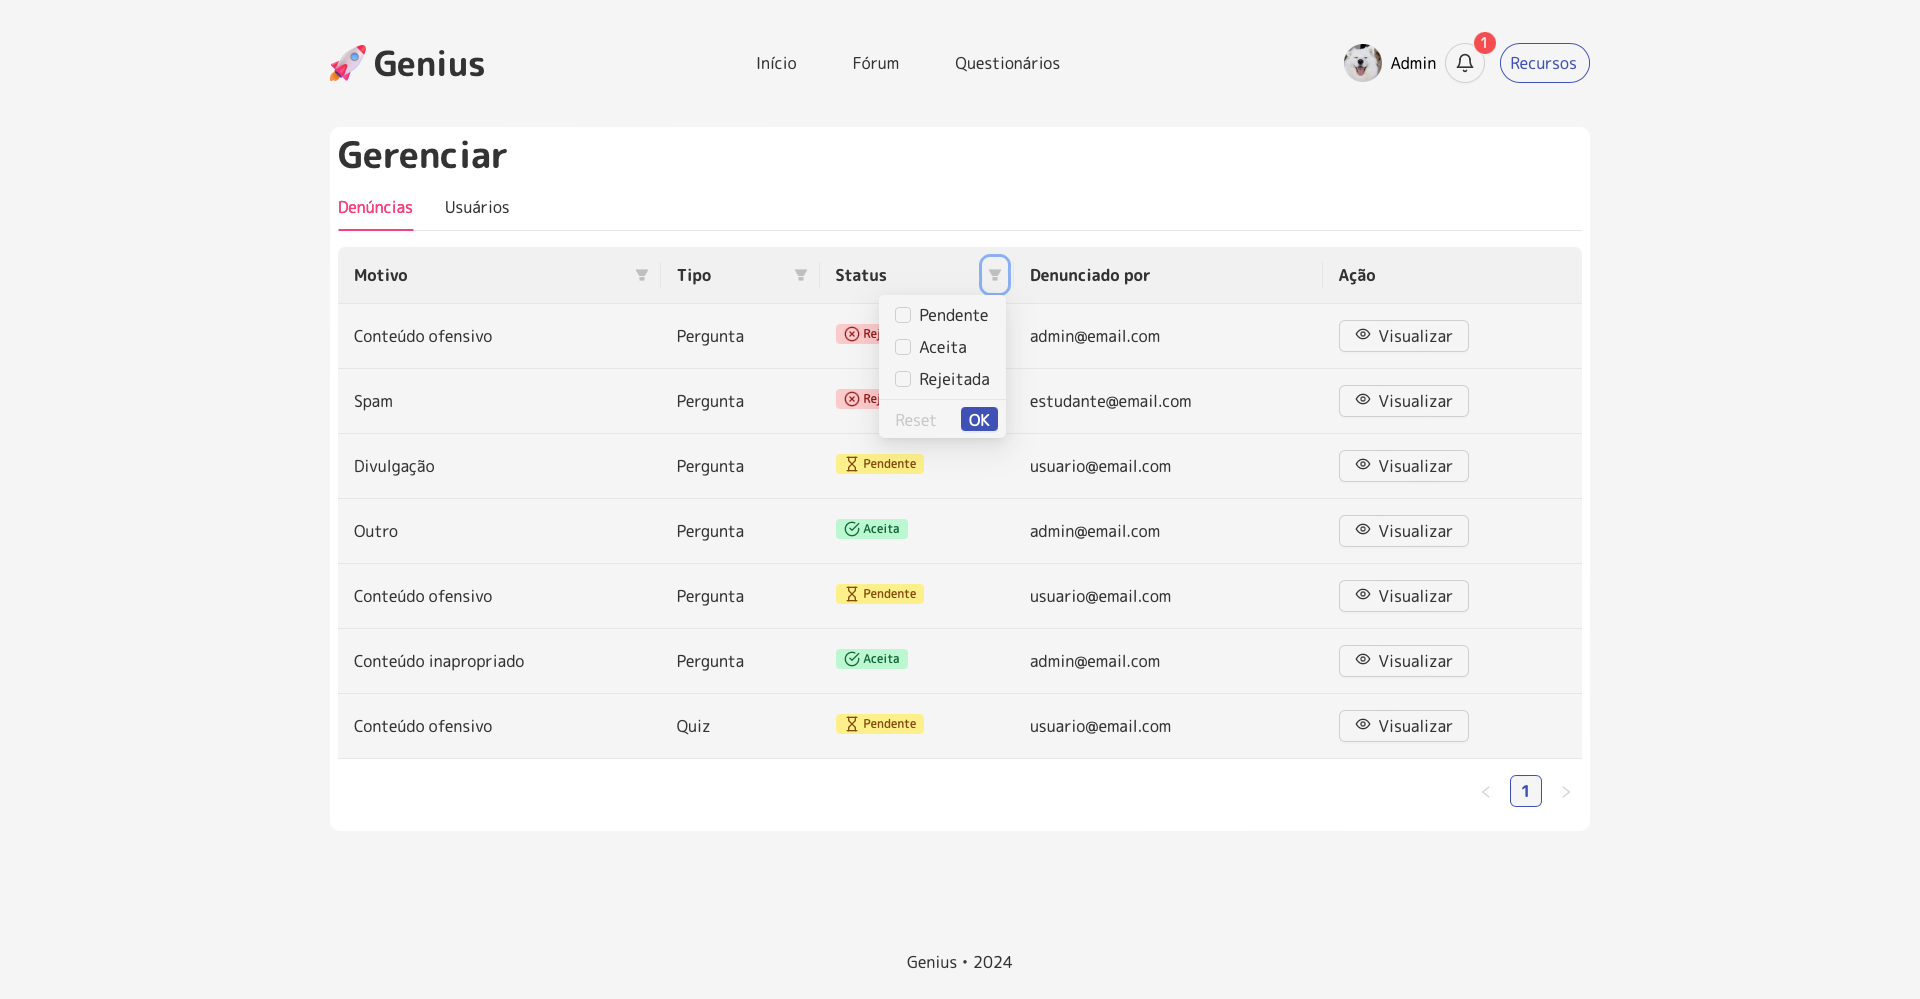 Genius
Início Fórum Questionários
Admin 1 Recursos
Gerenciar
Denúncias Usuários
Motivo Tipo Status Denunciado por Ação
Pendente
Aceita
Rejeitada
Reset OK
Conteúdo ofensivo Pergunta Rej admin@email.com Visualizar
Spam Pergunta Rej estudante@email.com Visualizar
Divulgação Pergunta Pendente usuario@email.com Visualizar
Outro Pergunta Aceita admin@email.com Visualizar
Conteúdo ofensivo Pergunta Pendente usuario@email.com Visualizar
Conteúdo inapropriado Pergunta Aceita admin@email.com Visualizar
Conteúdo ofensivo Quiz Pendente usuario@email.com Visualizar
1
Genius • 2024